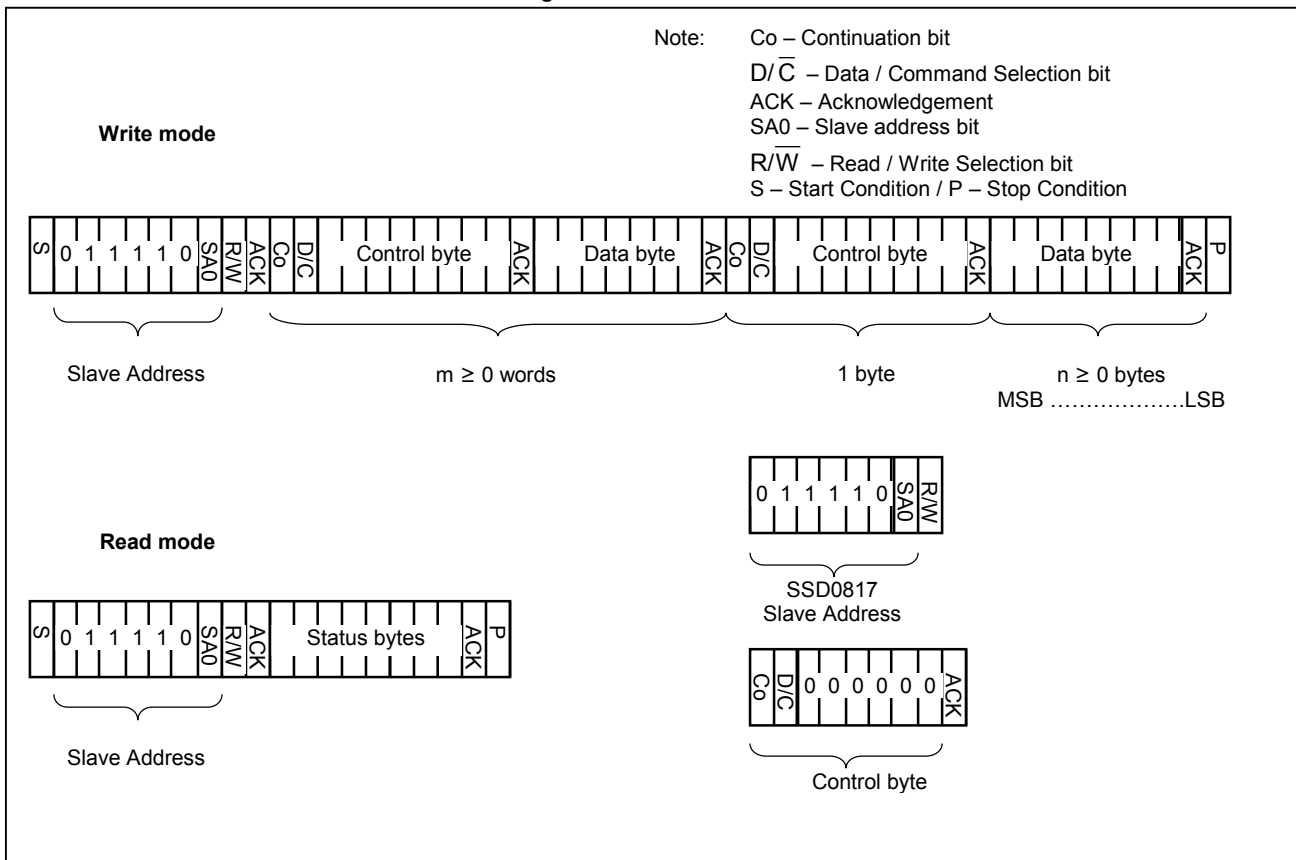 Note: Co – Continuation bit
D/C̅ – Data / Command Selection bit
ACK – Acknowledgement
SA0 – Slave address bit
Write mode
R/W̅ – Read / Write Selection bit
S – Start Condition / P – Stop Condition
S 0 1 1 1 1 0 SA0 R/W ACK Co D/C Control byte ACK Data byte ACK Co D/C Control byte ACK Data byte ACK P
Slave Address m ≥ 0 words 1 byte n ≥ 0 bytes
MSB ………………..LSB
0 1 1 1 1 0 SA0 R/W
Read mode
SSD0817
Slave Address
S 0 1 1 1 1 0 SA0 R/W ACK Status bytes ACK P
Co D/C 0 0 0 0 0 0 ACK
Slave Address
Control byte